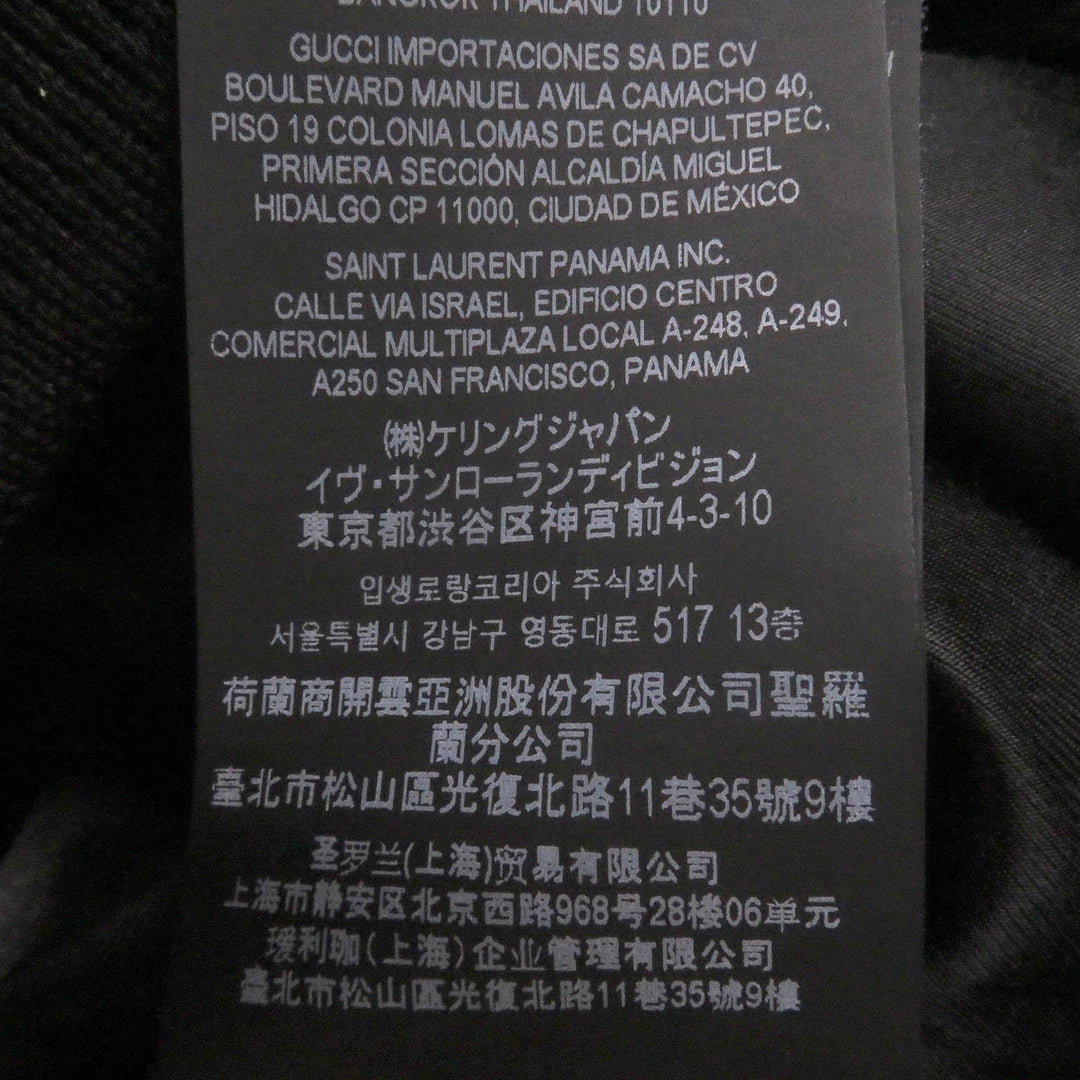 BANGKOK THAILAND 10110
GUCCI IMPORTACIONES SA DE CV
BOULEVARD MANUEL AVILA CAMACHO 40,
PISO 19 COLONIA LOMAS DE CHAPULTEPEC,
PRIMERA SECCIÓN ALCALDÍA MIGUEL
HIDALGO CP 11000, CIUDAD DE MÉXICO
SAINT LAURENT PANAMA INC.
CALLE VIA ISRAEL, EDIFICIO CENTRO
COMERCIAL MULTIPLAZA LOCAL A-248, A-249,
A250 SAN FRANCISCO, PANAMA
(株)ケリングジャパン
イヴ・サンローランディビジョン
東京都渋谷区神宮前4-3-10
입생로랑코리아 주식회사
서울특별시 강남구 영동대로 517 13층
荷蘭商開雲亞洲股份有限公司聖羅
蘭分公司
臺北市松山區光復北路11巷35號9樓
圣罗兰(上海)贸易有限公司
上海市静安区北京西路968号28楼06单元
瑷利珈(上海)企业管理有限公司
臺北市松山區光復北路11巷35號9樓